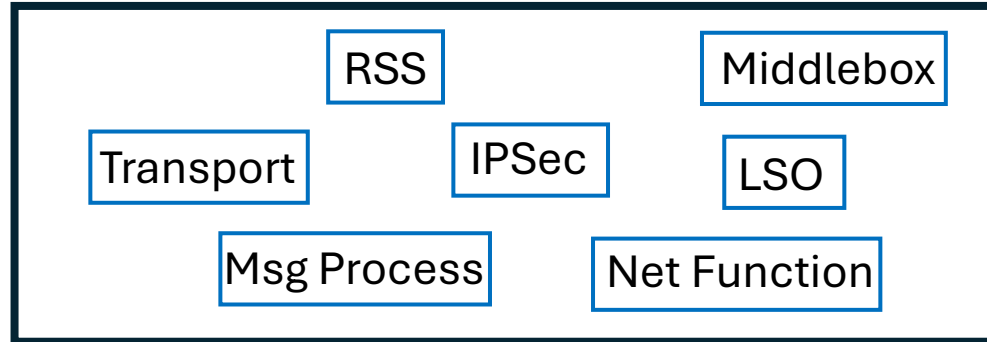 RSS
Middlebox
Transport
IPSec
LSO
Msg Process
Net Function